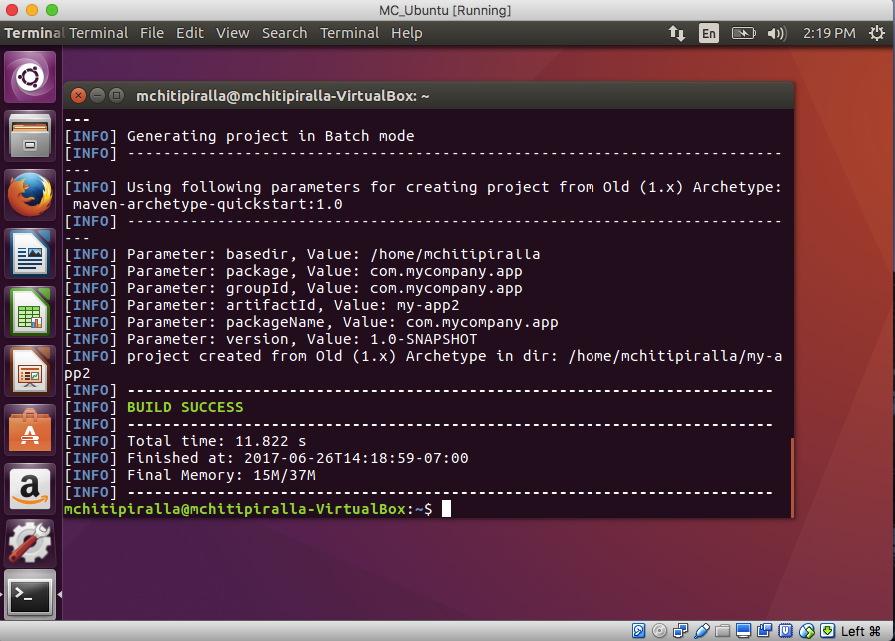 MC_Ubuntu [Running]
Terminal Terminal File Edit View Search Terminal Help En 2:19 PM
mchitipiralla@mchitipiralla-VirtualBox: ~
---
[INFO] Generating project in Batch mode
[INFO] -------------------------------------------------------------------------
---
[INFO] Using following parameters for creating project from Old (1.x) Archetype:
maven-archetype-quickstart:1.0
[INFO] -------------------------------------------------------------------------
---
[INFO] Parameter: basedir, Value: /home/mchitipiralla
[INFO] Parameter: package, Value: com.mycompany.app
[INFO] Parameter: groupId, Value: com.mycompany.app
[INFO] Parameter: artifactId, Value: my-app2
[INFO] Parameter: packageName, Value: com.mycompany.app
[INFO] Parameter: version, Value: 1.0-SNAPSHOT
[INFO] project created from Old (1.x) Archetype in dir: /home/mchitipiralla/my-a
pp2
[INFO] ------------------------------------------------------------------------
[INFO] BUILD SUCCESS
[INFO] ------------------------------------------------------------------------
[INFO] Total time: 11.822 s
[INFO] Finished at: 2017-06-26T14:18:59-07:00
[INFO] Final Memory: 15M/37M
[INFO] ------------------------------------------------------------------------
mchitipiralla@mchitipiralla-VirtualBox:~$
Left ⌘